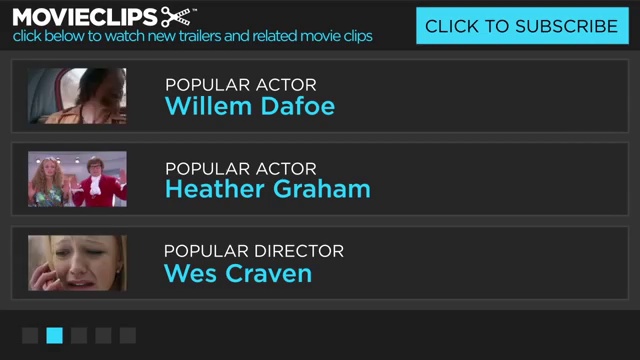 MOVIECLIPS™
click below to watch new trailers and related movie clips
CLICK TO SUBSCRIBE
POPULAR ACTOR
Willem Dafoe
POPULAR ACTOR
Heather Graham
POPULAR DIRECTOR
Wes Craven